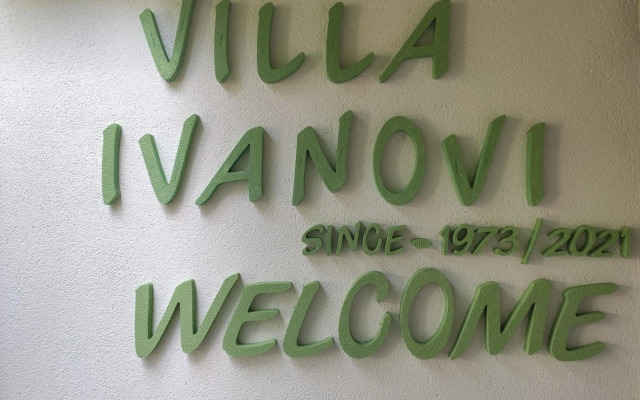 VILLA
IVANOVI
SINCE - 1973/2021
WELCOME